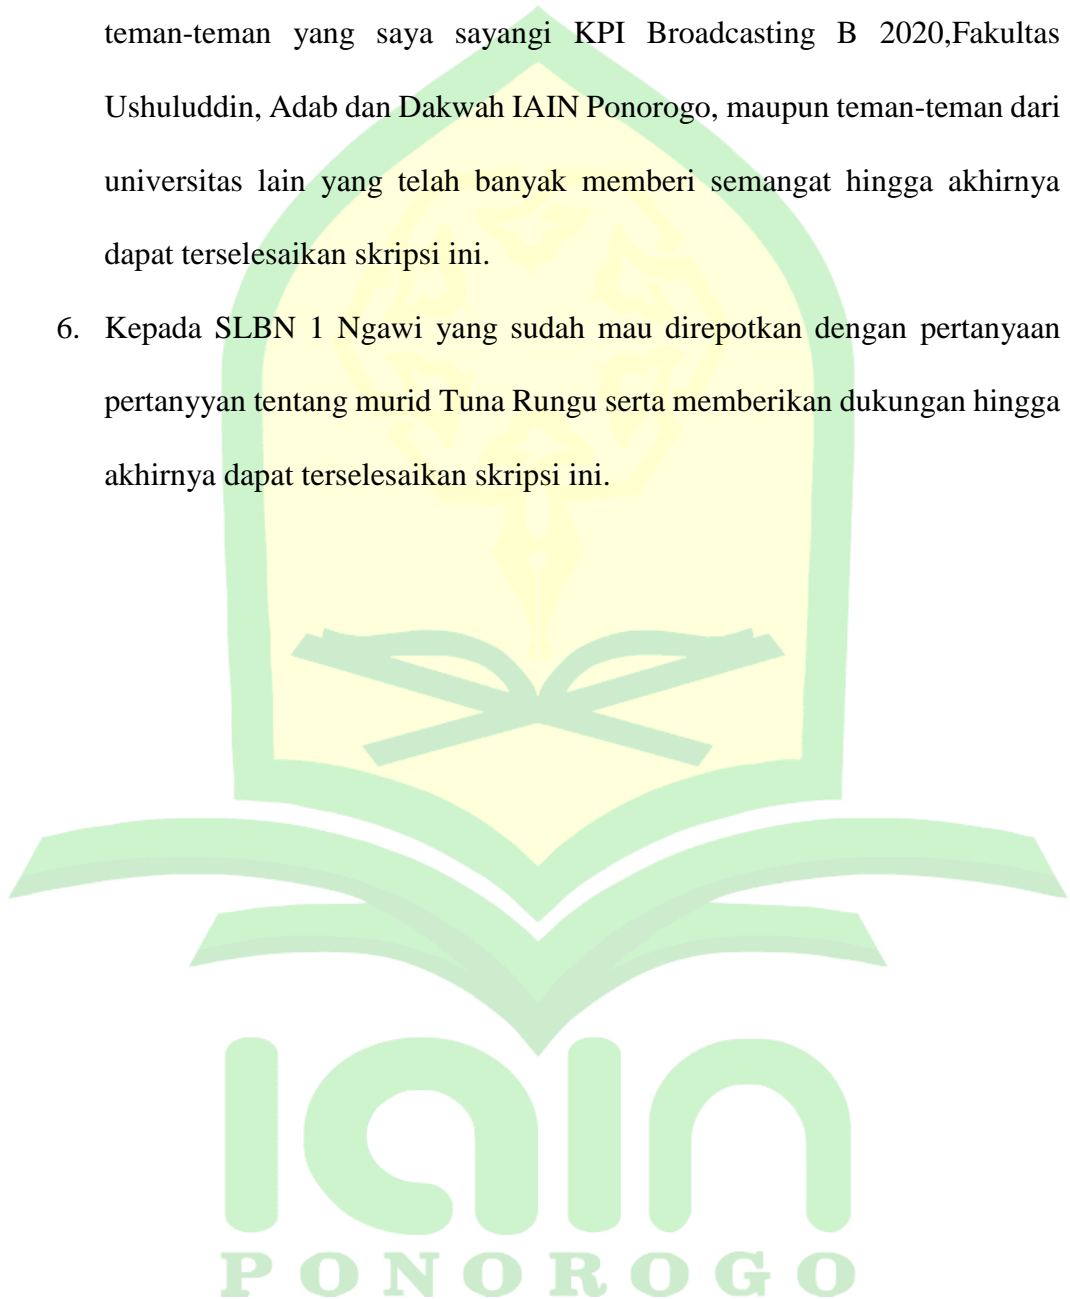 teman-teman yang saya sayangi KPI Broadcasting B 2020,Fakultas
Ushuluddin, Adab dan Dakwah IAIN Ponorogo, maupun teman-teman dari
universitas lain yang telah banyak memberi semangat hingga akhirnya
dapat terselesaikan skripsi ini.
6. Kepada SLBN 1 Ngawi yang sudah mau direpotkan dengan pertanyaan
pertanyyan tentang murid Tuna Rungu serta memberikan dukungan hingga
akhirnya dapat terselesaikan skripsi ini.
iain
PONOROGO